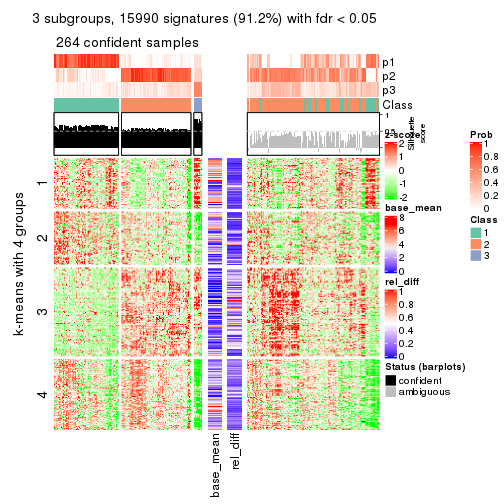 3 subgroups, 15990 signatures (91.2%) with fdr < 0.05
264 confident samples
p1
p2
p3
Class
1
0.5
Silhouette
score
k-means with 4 groups
1
2
3
4
base_mean
rel_diff
z-score
2
1
0
-1
-2
base_mean
8
6
4
2
0
rel_diff
1
0.8
0.6
0.4
0.2
0
Status (barplots)
confident
ambiguous
Prob
1
0.8
0.6
0.4
0.2
0
Class
1
2
3